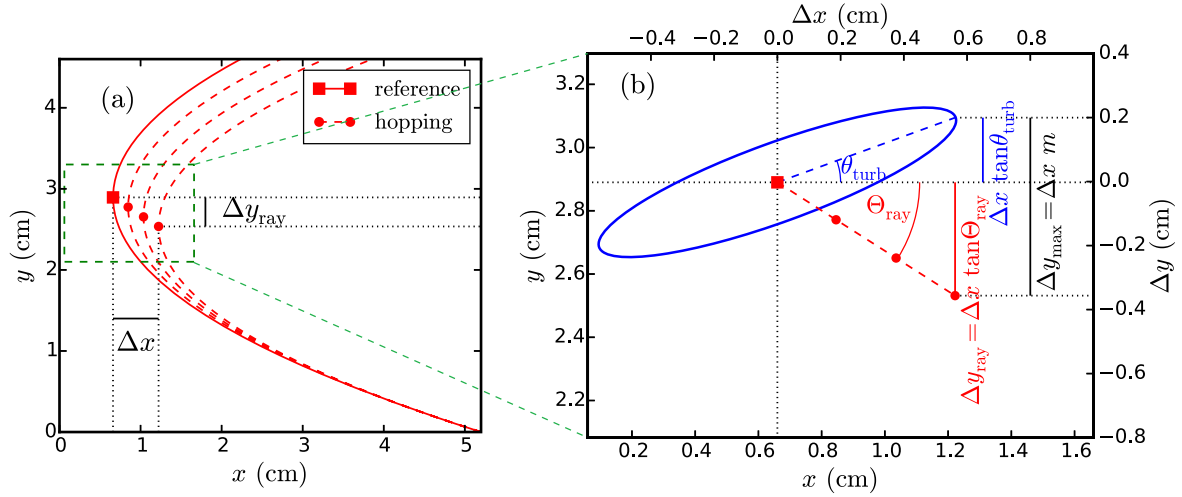 (a)
reference
hopping
Δy_ray
Δx
4
3
2
1
0
y (cm)
0 1 2 3 4 5
x (cm)
Δx (cm)
−0.4 −0.2 0.0 0.2 0.4 0.6 0.8
(b)
θ_turb
Θ_ray
Δx tanθ_turb
Δy_ray = Δx tanΘ_ray
Δy_max = Δx m
3.2
3.0
2.8
2.6
2.4
2.2
y (cm)
0.4
0.2
0.0
−0.2
−0.4
−0.6
−0.8
Δy (cm)
0.2 0.4 0.6 0.8 1.0 1.2 1.4 1.6
x (cm)